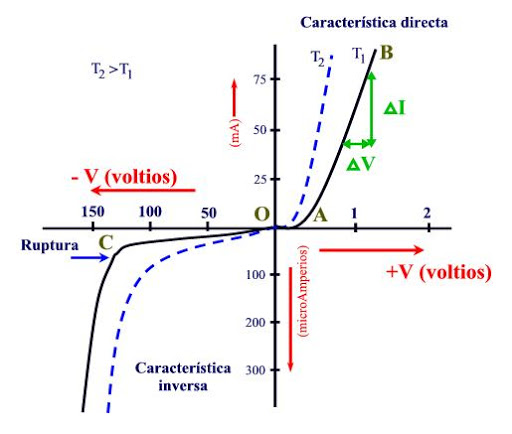 Característica directa
T2 >T1
T2
T1
B
75
(mA)
ΔI
50
ΔV
- V (voltios)
25
150
100
50
O
A
1
2
Ruptura
C
100
(microAmperios)
+V (voltios)
200
Característica
inversa
300